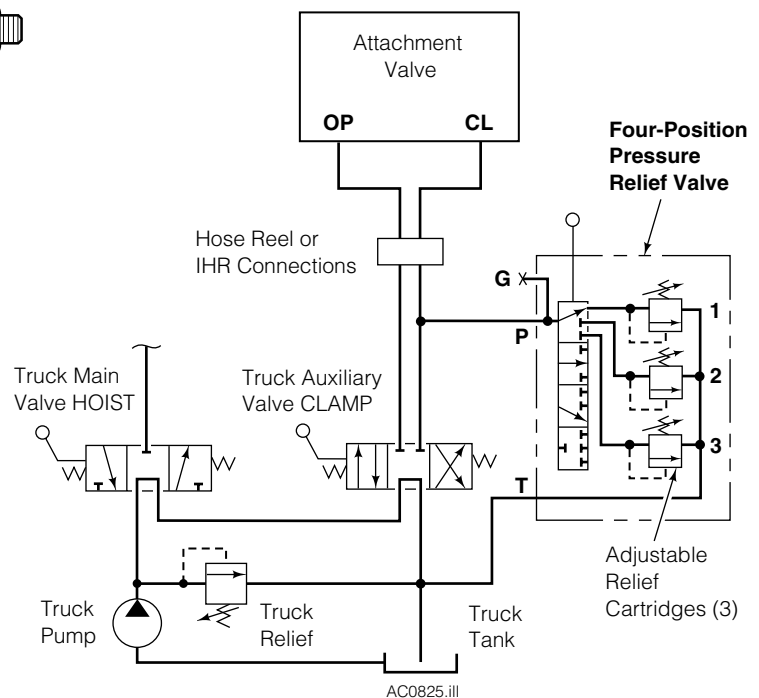 Attachment
Valve
OP
CL
Four-Position
Pressure
Relief Valve
Hose Reel or
IHR Connections
G
P
1
2
3
T
Truck Main
Valve HOIST
Truck Auxiliary
Valve CLAMP
Adjustable
Relief
Cartridges (3)
Truck
Pump
Truck
Relief
Truck
Tank
AC0825.ill